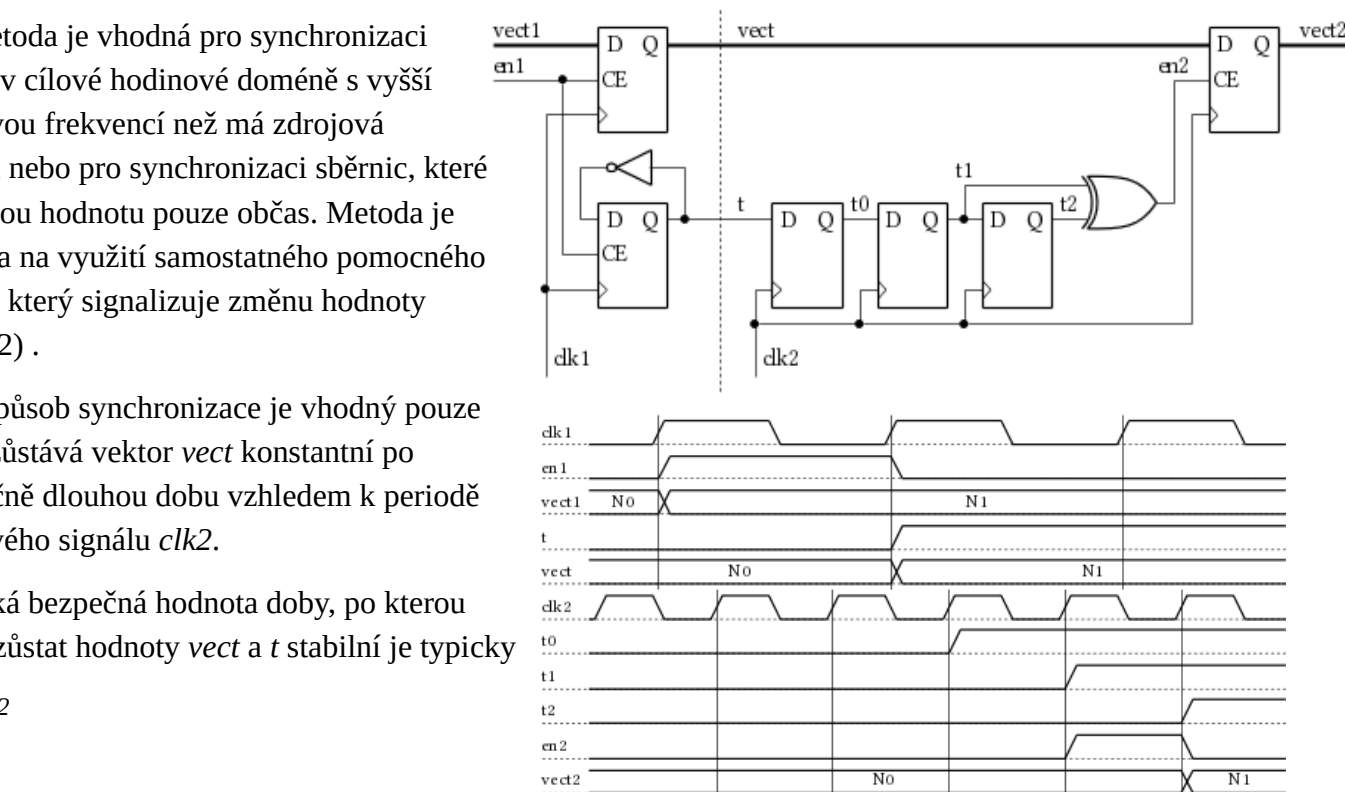 etoda je vhodná pro synchronizaci
v cílové hodinové doméně s vyšší
vou frekvencí než má zdrojová
nebo pro synchronizaci sběrnic, které
ou hodnotu pouze občas. Metoda je
a na využití samostatného pomocného
který signalizuje změnu hodnoty
2) .
působ synchronizace je vhodný pouze
ůstává vektor vect konstantní po
čně dlouhou dobu vzhledem k periodě
vého signálu clk2.
ká bezpečná hodnota doby, po kterou
zůstat hodnoty vect a t stabilní je typicky
2
vect1 D Q vect D Q vect2
en1 CE en2 CE
t1
D Q t D Q t0 D Q D Q t2
CE
clk1 clk2
clk1
en1
vect1 N0 N1
t
vect N0 N1
clk2
t0
t1
t2
en2
vect2 N0 N1